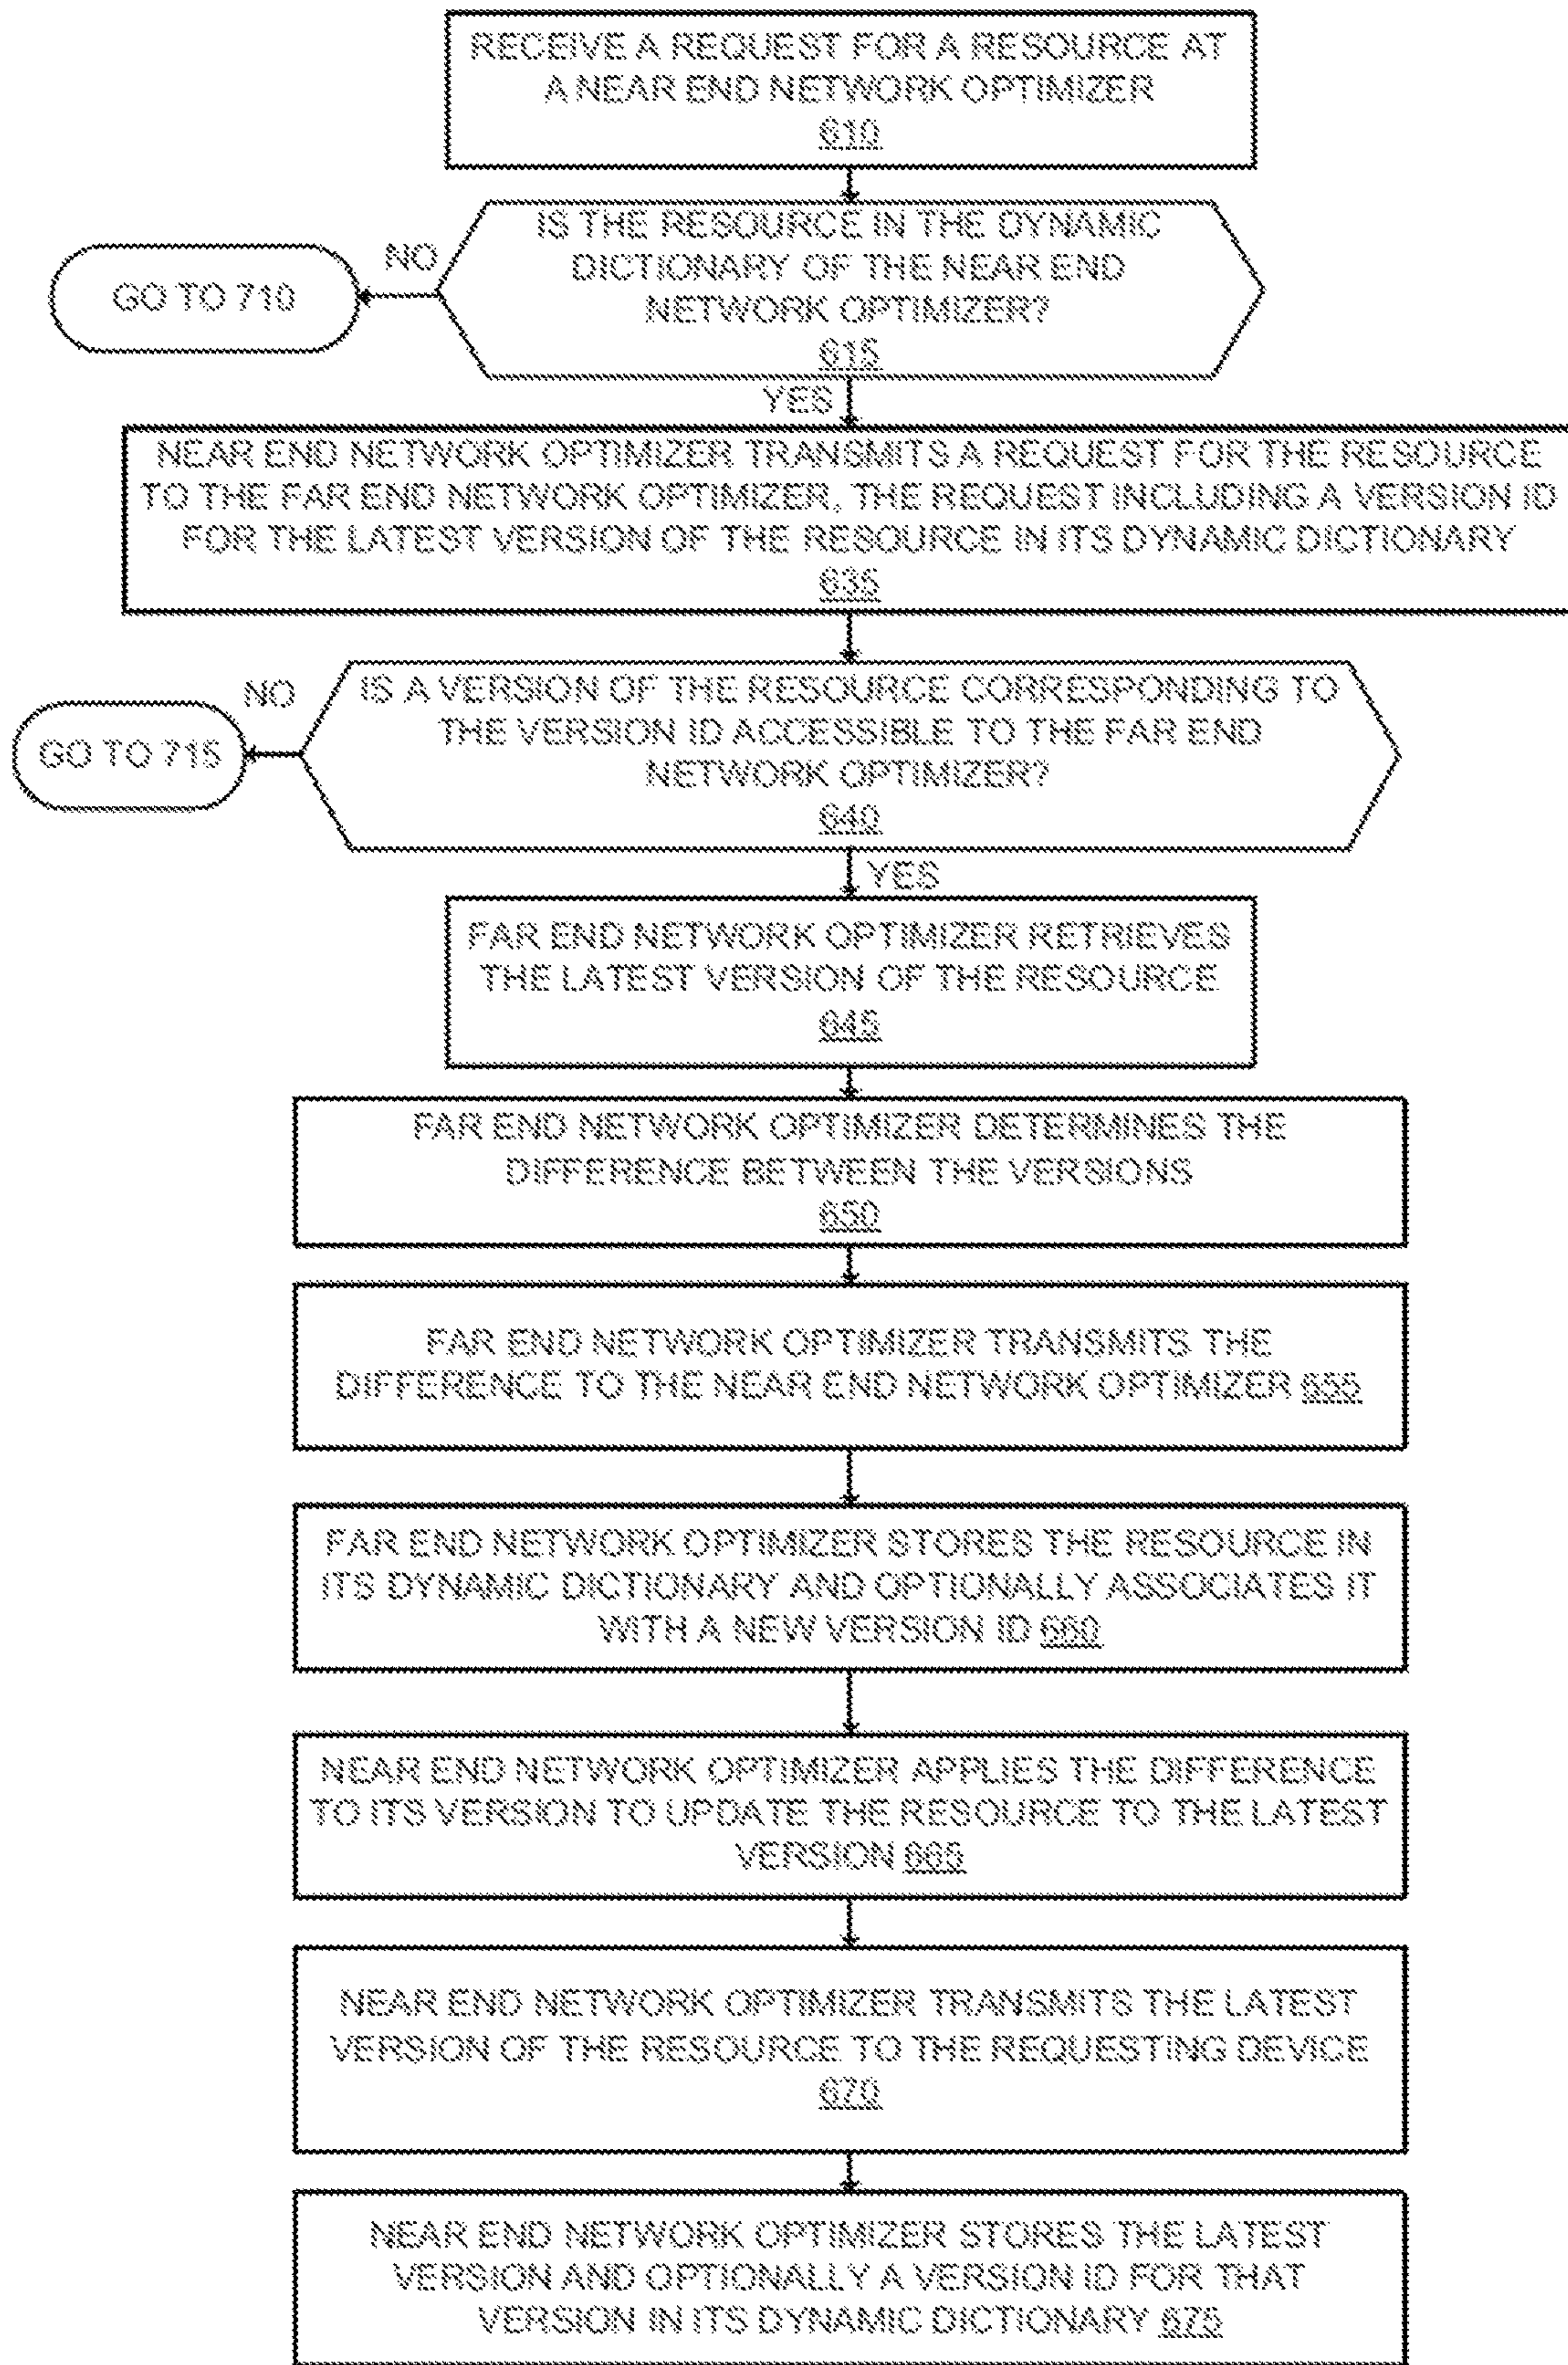 RECEIVE A REQUEST FOR A RESOURCE AT
A NEAR END NETWORK OPTIMIZER
610
IS THE RESOURCE IN THE DYNAMIC
DICTIONARY OF THE NEAR END
NETWORK OPTIMIZER?
615
NO
GO TO 710
YES
NEAR END NETWORK OPTIMIZER TRANSMITS A REQUEST FOR THE RESOURCE
TO THE FAR END NETWORK OPTIMIZER, THE REQUEST INCLUDING A VERSION ID
FOR THE LATEST VERSION OF THE RESOURCE IN ITS DYNAMIC DICTIONARY
635
IS A VERSION OF THE RESOURCE CORRESPONDING TO
THE VERSION ID ACCESSIBLE TO THE FAR END
NETWORK OPTIMIZER?
640
NO
GO TO 715
YES
FAR END NETWORK OPTIMIZER RETRIEVES
THE LATEST VERSION OF THE RESOURCE
645
FAR END NETWORK OPTIMIZER DETERMINES THE
DIFFERENCE BETWEEN THE VERSIONS
650
FAR END NETWORK OPTIMIZER TRANSMITS THE
DIFFERENCE TO THE NEAR END NETWORK OPTIMIZER 655
FAR END NETWORK OPTIMIZER STORES THE RESOURCE IN
ITS DYNAMIC DICTIONARY AND OPTIONALLY ASSOCIATES IT
WITH A NEW VERSION ID 660
NEAR END NETWORK OPTIMIZER APPLIES THE DIFFERENCE
TO ITS VERSION TO UPDATE THE RESOURCE TO THE LATEST
VERSION 665
NEAR END NETWORK OPTIMIZER TRANSMITS THE LATEST
VERSION OF THE RESOURCE TO THE REQUESTING DEVICE
670
NEAR END NETWORK OPTIMIZER STORES THE LATEST
VERSION AND OPTIONALLY A VERSION ID FOR THAT
VERSION IN ITS DYNAMIC DICTIONARY 675